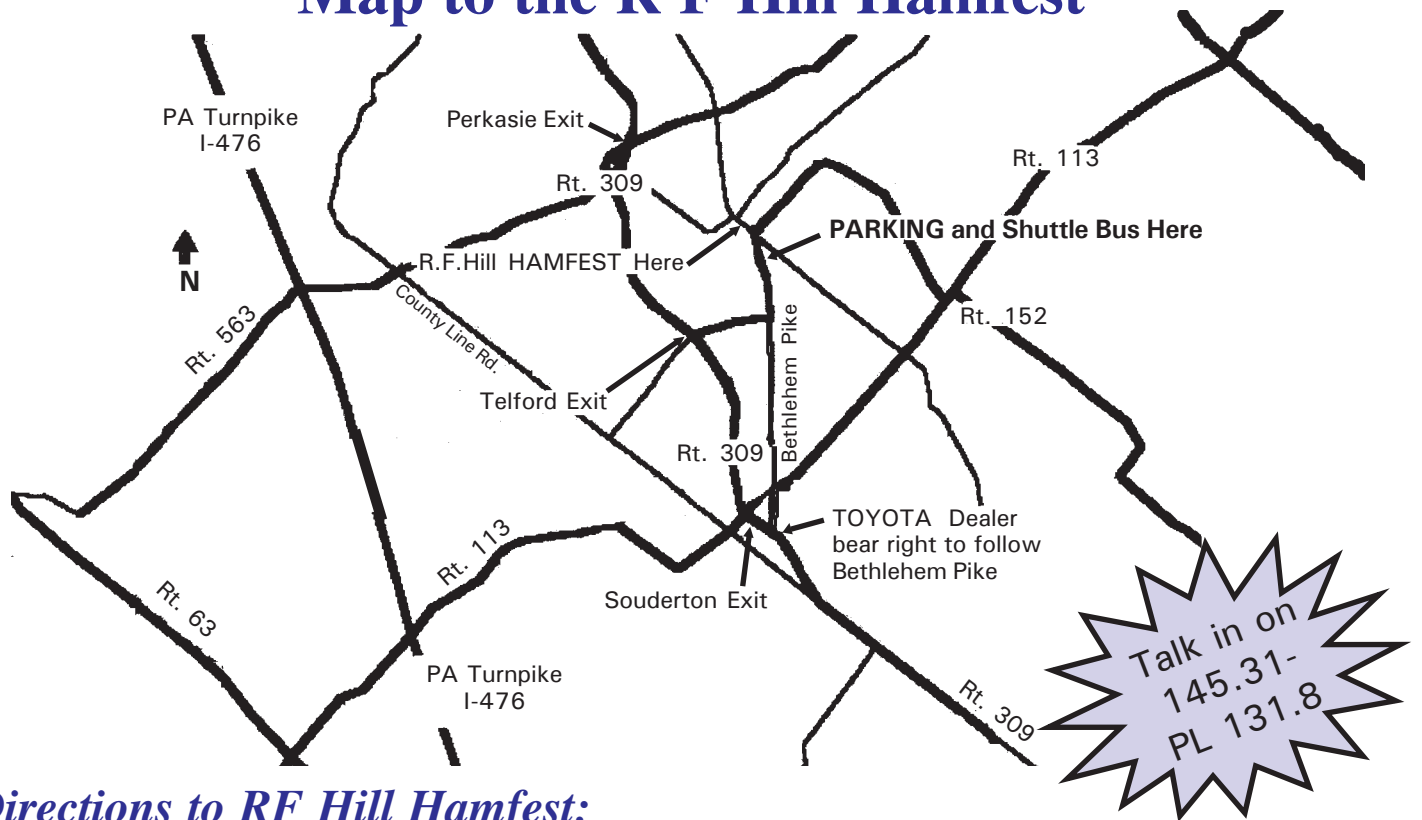 Map to the R F Hill Hamfest
PA Turnpike
I-476
Perkasie Exit
Rt. 309
Rt. 113
PARKING and Shuttle Bus Here
R.F.Hill HAMFEST Here
N
County Line Rd.
Rt. 563
Rt. 152
Bethlehem Pike
Telford Exit
Rt. 309
TOYOTA Dealer
bear right to follow
Bethlehem Pike
Rt. 113
Souderton Exit
Rt. 63
PA Turnpike
I-476
Rt. 309
Talk in on
145.31-
PL 131.8
Directions to RF Hill Hamfest: